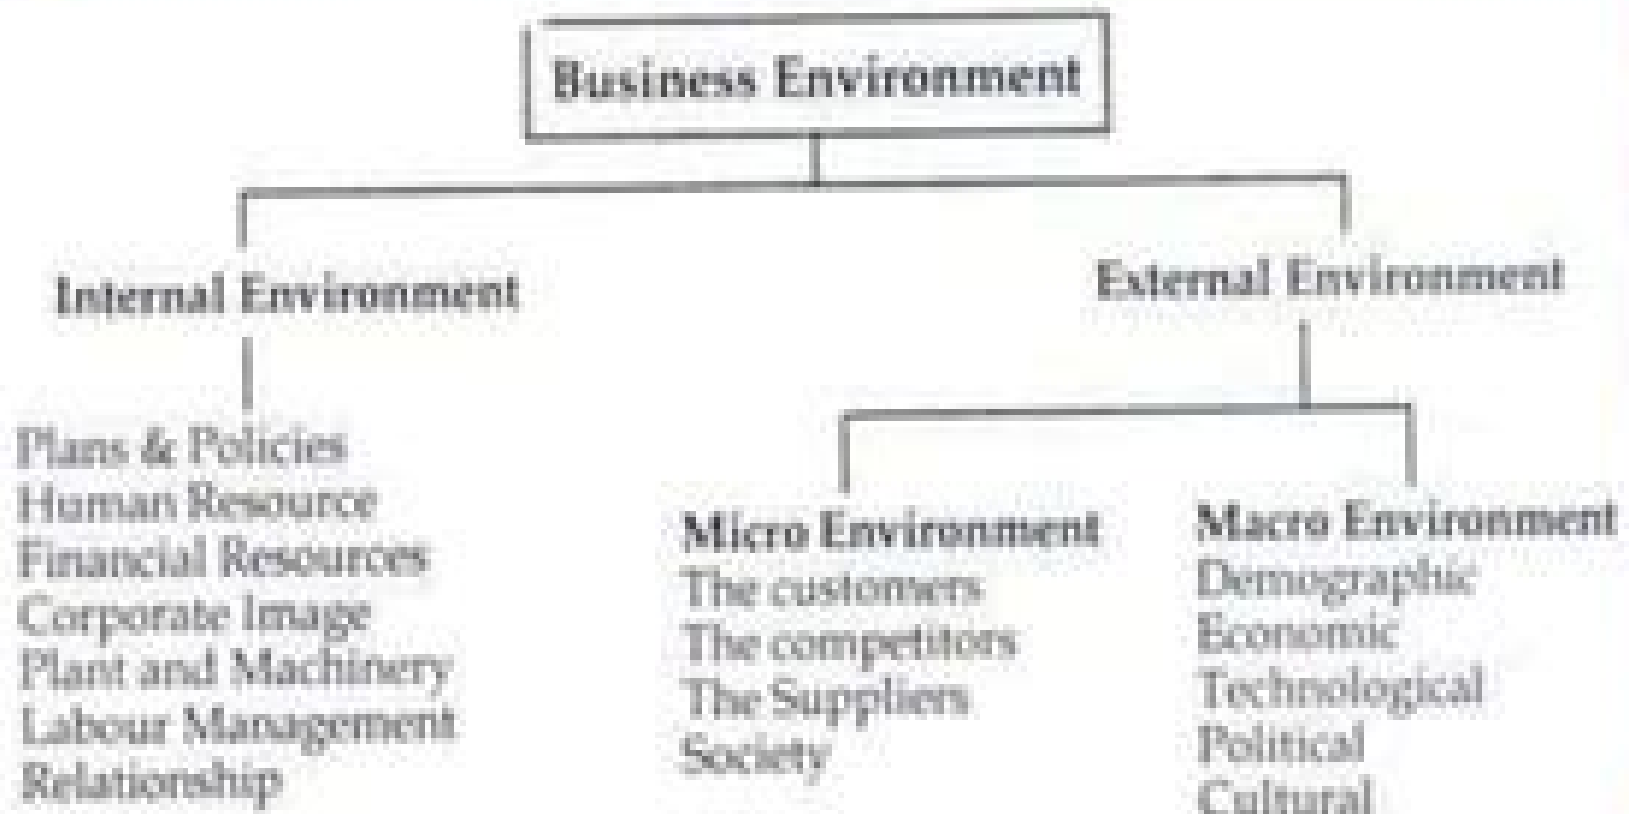 Business Environment
Internal Environment
External Environment
Plans & Policies
Human Resource
Financial Resources
Corporate Image
Plant and Machinery
Labour Management
Relationship
Micro Environment
The customers
The competitors
The Suppliers
Society
Macro Environment
Demographic
Economic
Technological
Political
Cultural